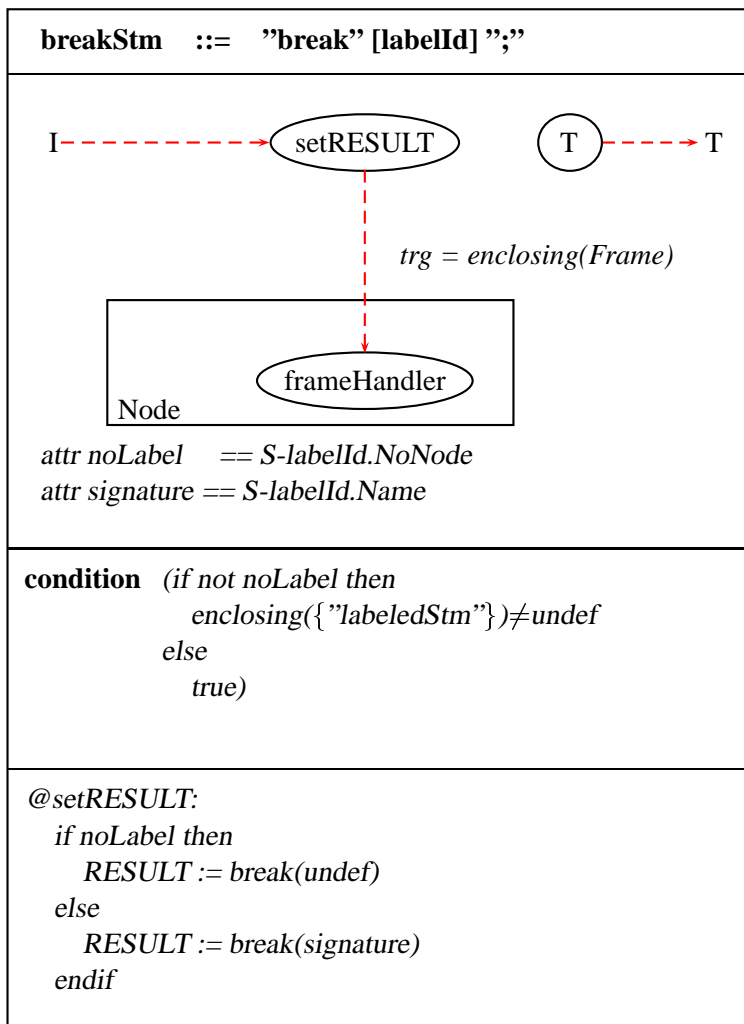 breakStm ::= ”break” [labelId] ”;”
I setRESULT T T
trg = enclosing(Frame)
frameHandler
Node
attr noLabel == S-labelId.NoNode
attr signature == S-labelId.Name
condition (if not noLabel then
enclosing({”labeledStm”})≠undef
else
true)
@setRESULT:
if noLabel then
RESULT := break(undef)
else
RESULT := break(signature)
endif